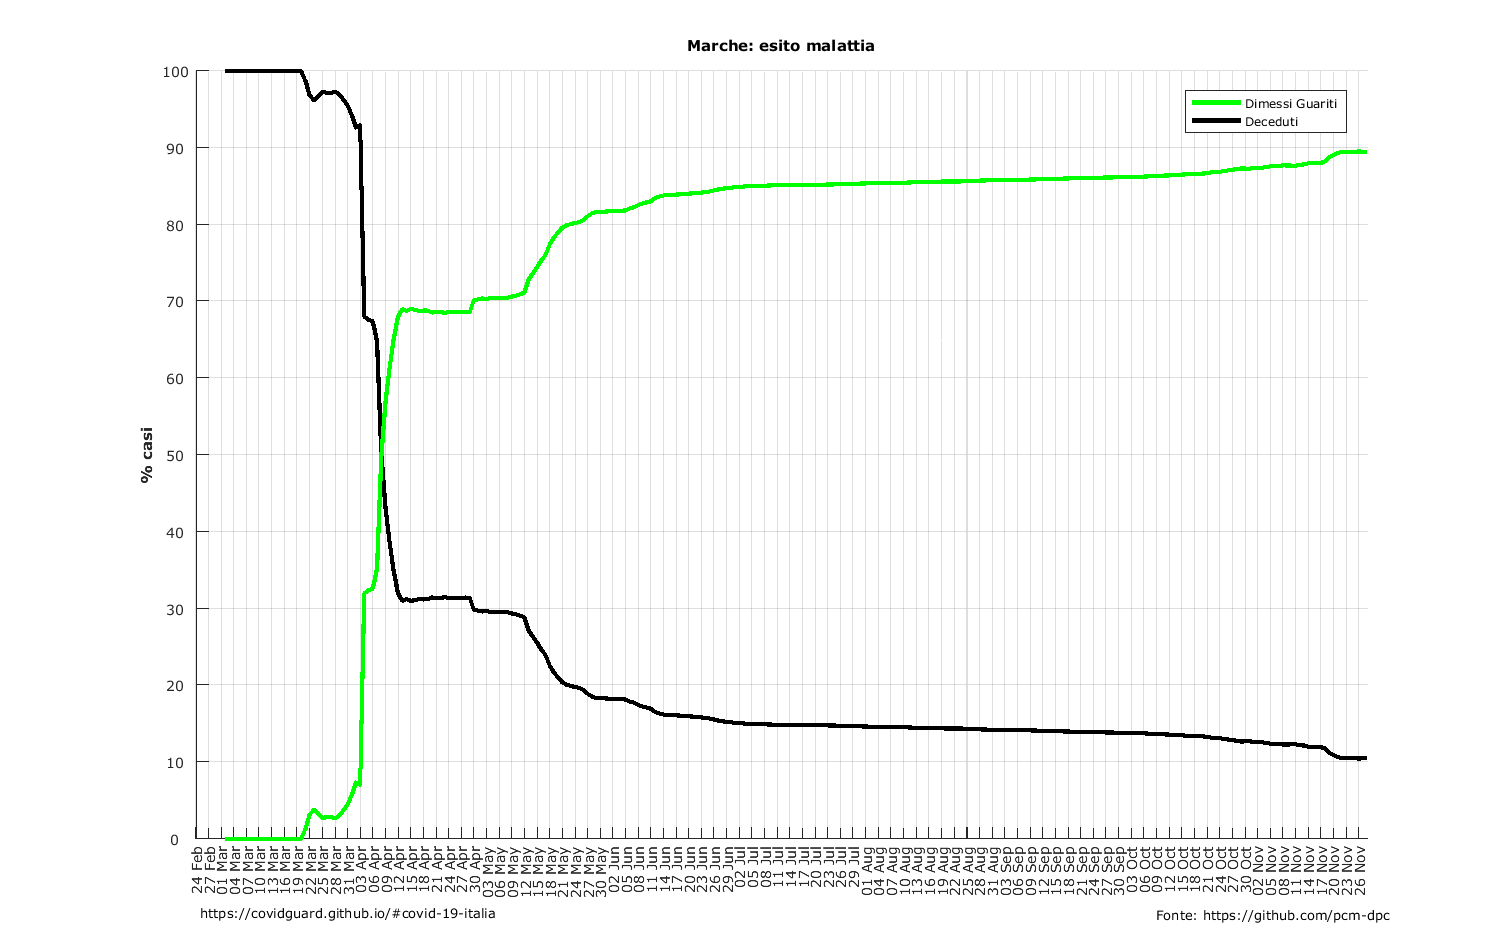 Marche: esito malattia
100
90
80
70
60
50
40
30
20
10
0
% casi
Dimessi Guariti
Deceduti
24 Feb
27 Feb
01 Mar
04 Mar
07 Mar
10 Mar
13 Mar
16 Mar
19 Mar
22 Mar
25 Mar
28 Mar
31 Mar
03 Apr
06 Apr
09 Apr
12 Apr
15 Apr
18 Apr
21 Apr
24 Apr
27 Apr
30 Apr
03 May
06 May
09 May
12 May
15 May
18 May
21 May
24 May
27 May
30 May
02 Jun
05 Jun
08 Jun
11 Jun
14 Jun
17 Jun
20 Jun
23 Jun
26 Jun
29 Jun
02 Jul
05 Jul
08 Jul
11 Jul
14 Jul
17 Jul
20 Jul
23 Jul
26 Jul
29 Jul
01 Aug
04 Aug
07 Aug
10 Aug
13 Aug
16 Aug
19 Aug
22 Aug
25 Aug
28 Aug
31 Aug
03 Sep
06 Sep
09 Sep
12 Sep
15 Sep
18 Sep
21 Sep
24 Sep
27 Sep
30 Sep
03 Oct
06 Oct
09 Oct
12 Oct
15 Oct
18 Oct
21 Oct
24 Oct
27 Oct
30 Oct
02 Nov
05 Nov
08 Nov
11 Nov
14 Nov
17 Nov
20 Nov
23 Nov
26 Nov
https://covidguard.github.io/#covid-19-italia
Fonte: https://github.com/pcm-dpc